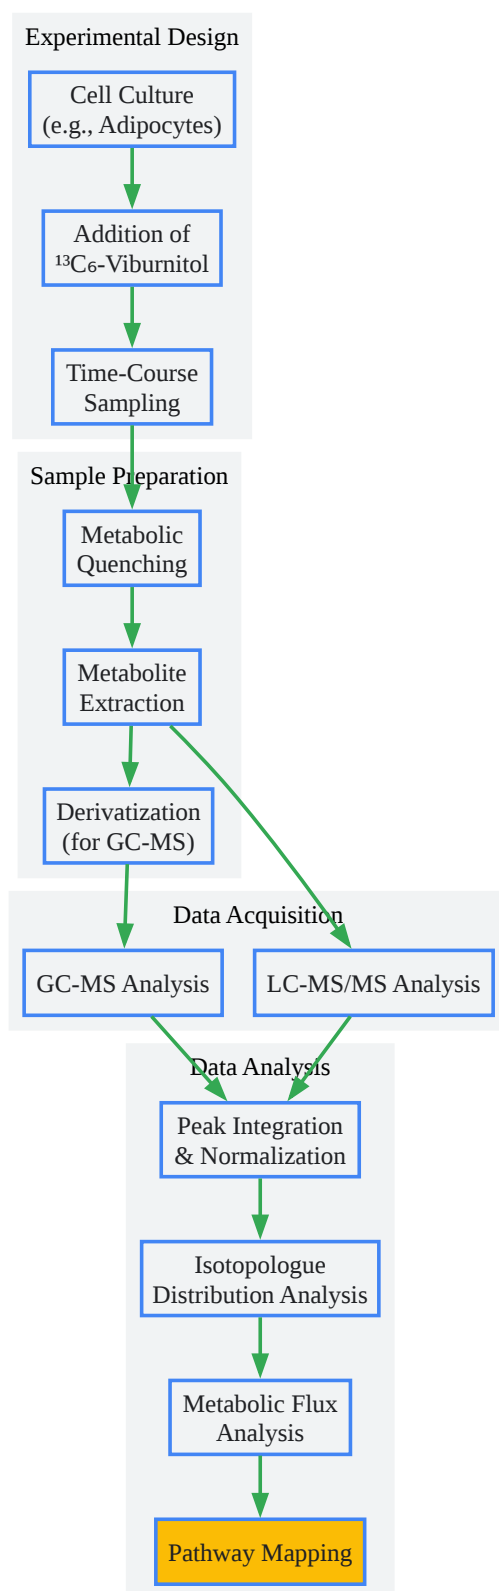 Experimental Design
Cell Culture
(e.g., Adipocytes)
Addition of
¹³C₆-Viburnitol
Time-Course
Sampling
Sample Preparation
Metabolic
Quenching
Metabolite
Extraction
Derivatization
(for GC-MS)
Data Acquisition
GC-MS Analysis
LC-MS/MS Analysis
Data Analysis
Peak Integration
& Normalization
Isotopologue
Distribution Analysis
Metabolic Flux
Analysis
Pathway Mapping